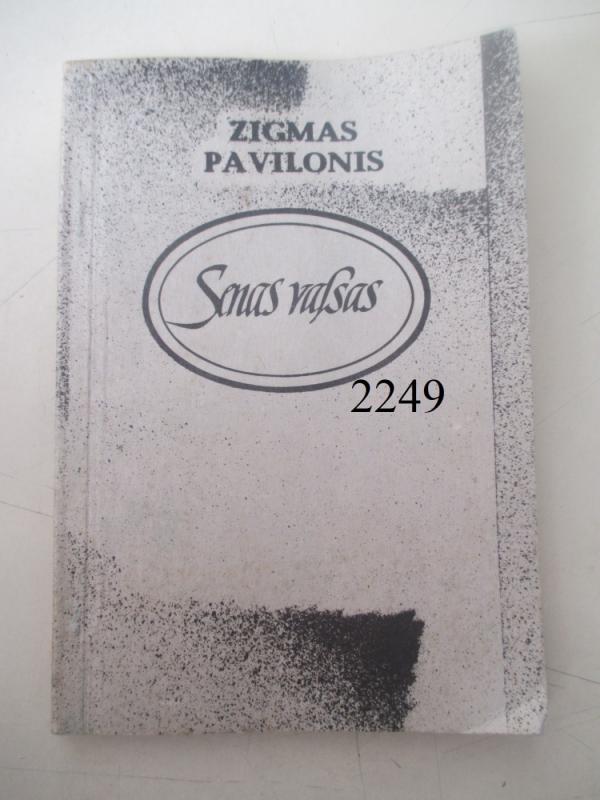 ZIGMAS
PAVILONIS
Senas valsas
2249